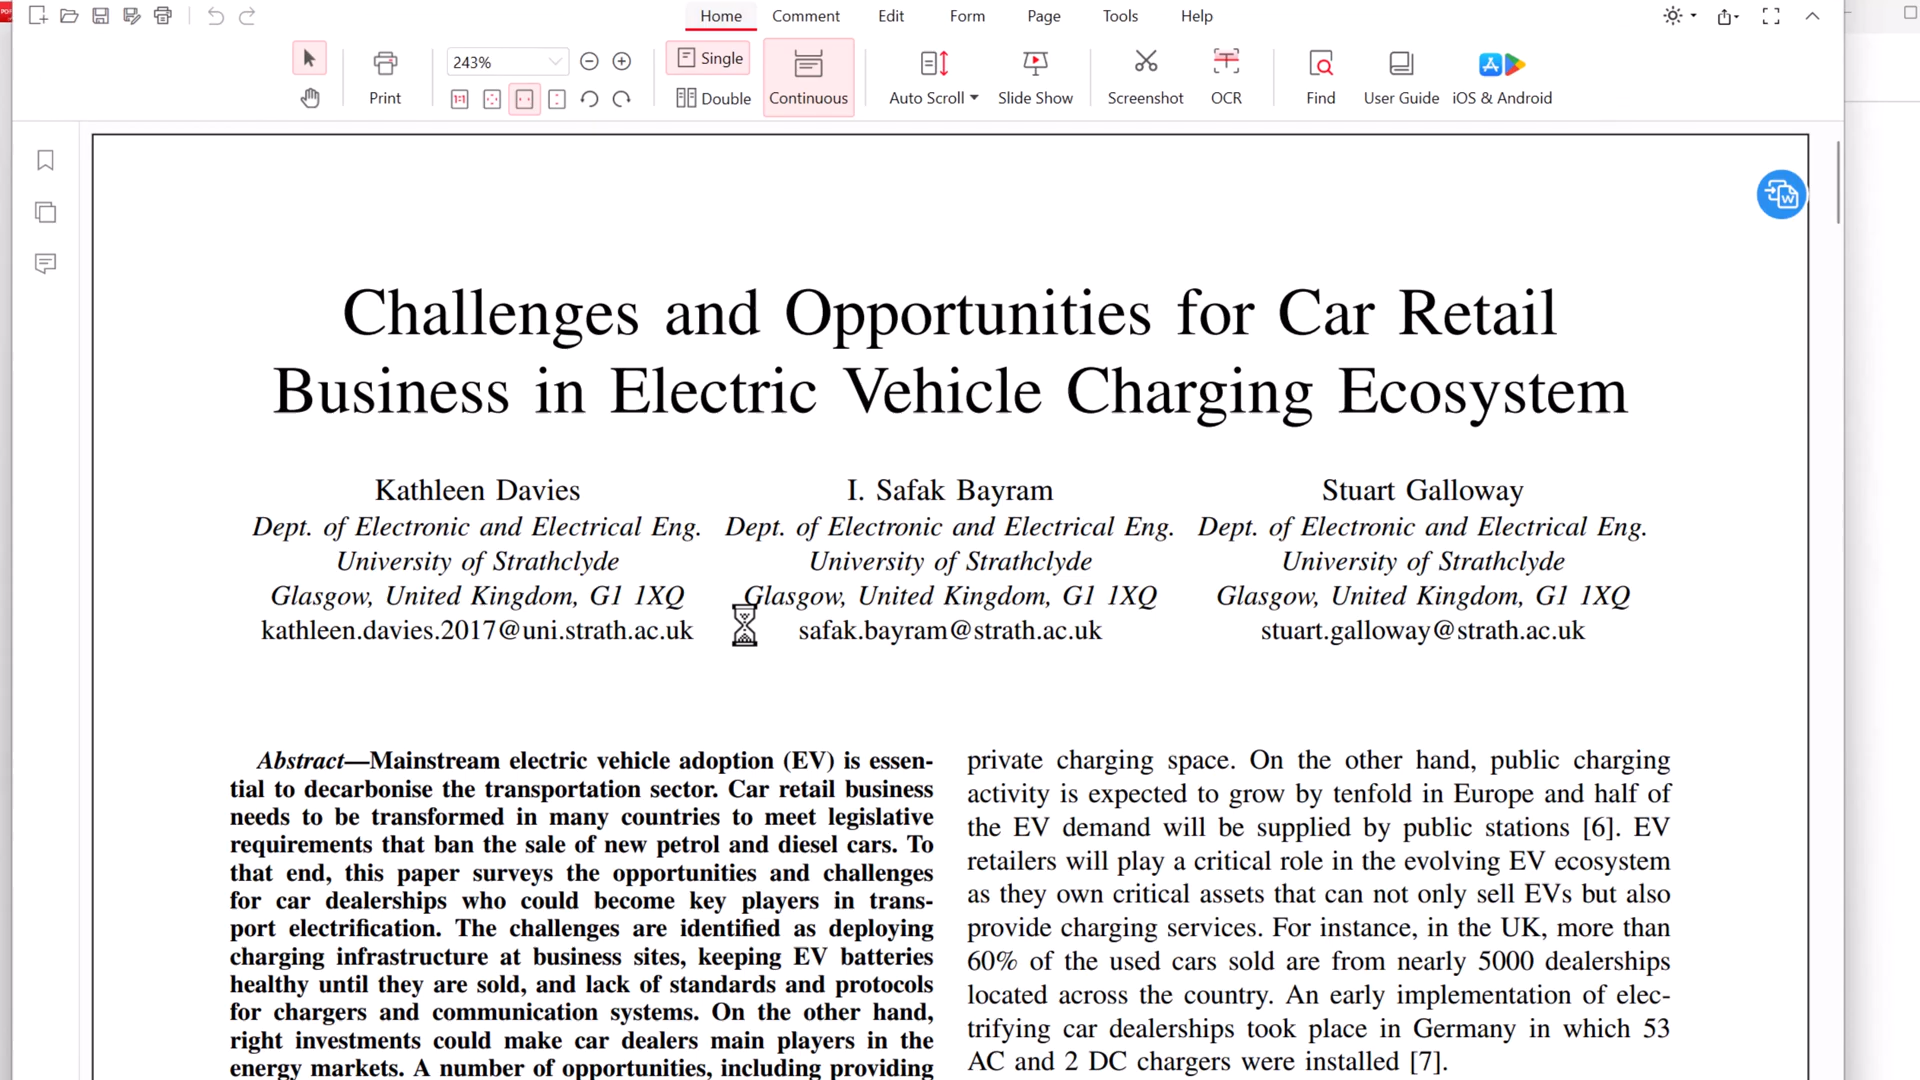 Home Comment Edit Form Page Tools Help
243%
Single
Print
Double
Continuous
Auto Scroll
Slide Show
Screenshot
OCR
Find
User Guide
iOS & Android
Challenges and Opportunities for Car Retail
Business in Electric Vehicle Charging Ecosystem
Kathleen Davies
Dept. of Electronic and Electrical Eng.
University of Strathclyde
Glasgow, United Kingdom, G1 1XQ
kathleen.davies.2017@uni.strath.ac.uk
I. Safak Bayram
Dept. of Electronic and Electrical Eng.
University of Strathclyde
Glasgow, United Kingdom, G1 1XQ
safak.bayram@strath.ac.uk
Stuart Galloway
Dept. of Electronic and Electrical Eng.
University of Strathclyde
Glasgow, United Kingdom, G1 1XQ
stuart.galloway@strath.ac.uk
Abstract—Mainstream electric vehicle adoption (EV) is essen-
tial to decarbonise the transportation sector. Car retail business
needs to be transformed in many countries to meet legislative
requirements that ban the sale of new petrol and diesel cars. To
that end, this paper surveys the opportunities and challenges
for car dealerships who could become key players in trans-
port electrification. The challenges are identified as deploying
charging infrastructure at business sites, keeping EV batteries
healthy until they are sold, and lack of standards and protocols
for chargers and communication systems. On the other hand,
right investments could make car dealers main players in the
energy markets. A number of opportunities, including providing
private charging space. On the other hand, public charging
activity is expected to grow by tenfold in Europe and half of
the EV demand will be supplied by public stations [6]. EV
retailers will play a critical role in the evolving EV ecosystem
as they own critical assets that can not only sell EVs but also
provide charging services. For instance, in the UK, more than
60% of the used cars sold are from nearly 5000 dealerships
located across the country. An early implementation of elec-
trifying car dealerships took place in Germany in which 53
AC and 2 DC chargers were installed [7].